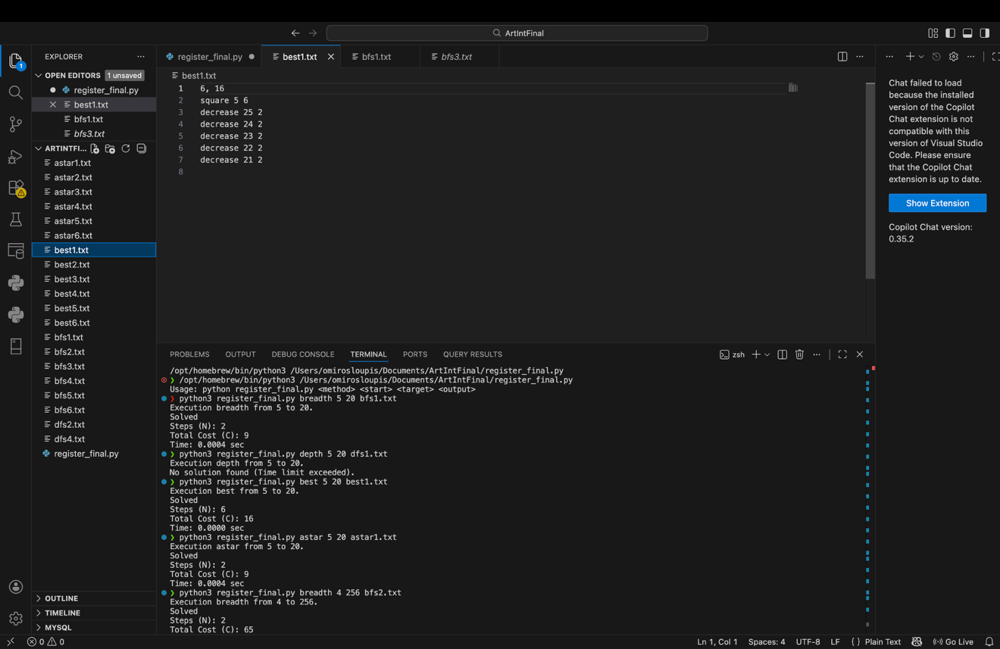 ArtIntFinal
EXPLORER
OPEN EDITORS 1 unsaved
register_final.py
best1.txt
bfs1.txt
bfs3.txt
ARTINTFI...
astar1.txt
astar2.txt
astar3.txt
astar4.txt
astar5.txt
astar6.txt
best1.txt
best2.txt
best3.txt
best4.txt
best5.txt
best6.txt
bfs1.txt
bfs2.txt
bfs3.txt
bfs4.txt
bfs5.txt
bfs6.txt
dfs2.txt
dfs4.txt
register_final.py
OUTLINE
TIMELINE
MYSQL
1
register_final.py best1.txt bfs1.txt bfs3.txt
best1.txt
1 6, 16
2 square 5 6
3 decrease 25 2
4 decrease 24 2
5 decrease 23 2
6 decrease 22 2
7 decrease 21 2
8
PROBLEMS OUTPUT DEBUG CONSOLE TERMINAL PORTS QUERY RESULTS
zsh
/opt/homebrew/bin/python3 /Users/omirosloupis/Documents/ArtIntFinal/register_final.py
❯ /opt/homebrew/bin/python3 /Users/omirosloupis/Documents/ArtIntFinal/register_final.py
Usage: python register_final.py <method> <start> <target> <output>
❯ python3 register_final.py breadth 5 20 bfs1.txt
Execution breadth from 5 to 20.
Solved
Steps (N): 2
Total Cost (C): 9
Time: 0.0004 sec
❯ python3 register_final.py depth 5 20 dfs1.txt
Execution depth from 5 to 20.
No solution found (Time limit exceeded).
❯ python3 register_final.py best 5 20 best1.txt
Execution best from 5 to 20.
Solved
Steps (N): 6
Total Cost (C): 16
Time: 0.0000 sec
❯ python3 register_final.py astar 5 20 astar1.txt
Execution astar from 5 to 20.
Solved
Steps (N): 2
Total Cost (C): 9
Time: 0.0004 sec
❯ python3 register_final.py breadth 4 256 bfs2.txt
Execution breadth from 4 to 256.
Solved
Steps (N): 2
Total Cost (C): 65
Chat failed to load
because the installed
version of the Copilot
Chat extension is not
compatible with this
version of Visual Studio
Code. Please ensure
that the Copilot Chat
extension is up to date.
Show Extension
Copilot Chat version:
0.35.2
0 0
Ln 1, Col 1 Spaces: 4 UTF-8 LF { } Plain Text Go Live